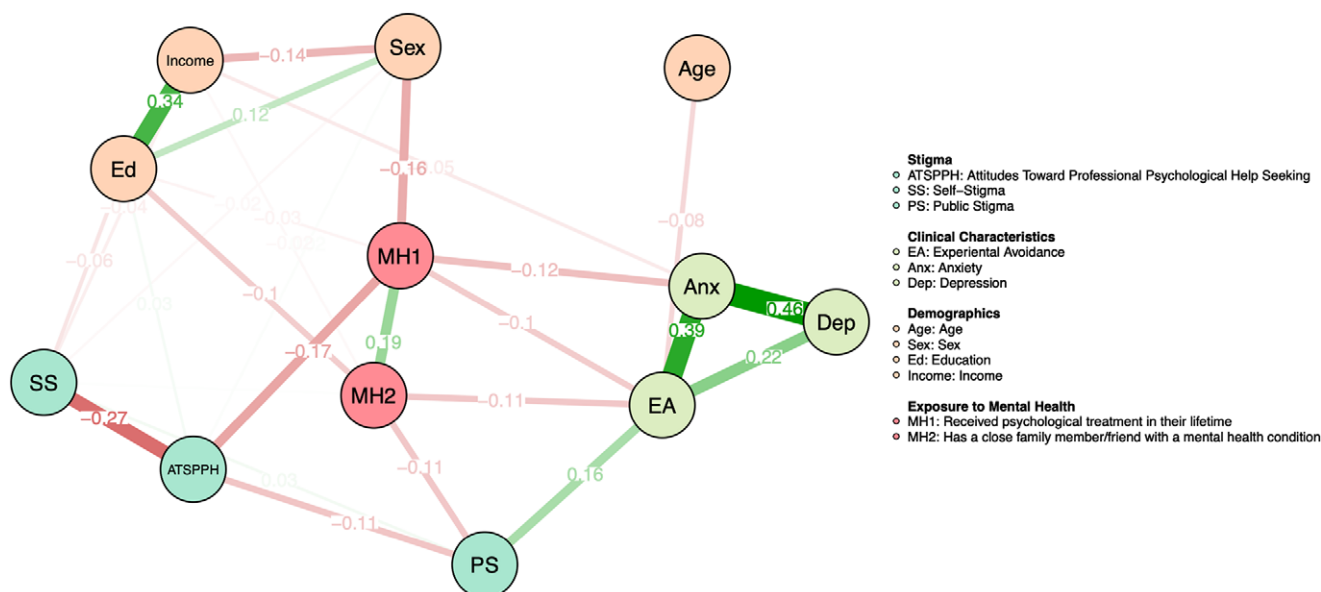 Income
Sex
Age
−0.14
0.34
0.12
Ed
−0.16
.05
−0.04
−0.02
−0.03
−0.08
−0.06
MH1
−0.12
Anx
0.03
−0.1
0.46
Dep
−0.1
0.39
0.19
−0.17
0.22
SS
MH2
−0.11
EA
−0.27
ATSPPH
−0.11
0.03
0.16
−0.11
PS
Stigma
ATSPPH: Attitudes Toward Professional Psychological Help Seeking
SS: Self−Stigma
PS: Public Stigma
Clinical Characteristics
EA: Experiental Avoidance
Anx: Anxiety
Dep: Depression
Demographics
Age: Age
Sex: Sex
Ed: Education
Income: Income
Exposure to Mental Health
MH1: Received psychological treatment in their lifetime
MH2: Has a close family member/friend with a mental health condition